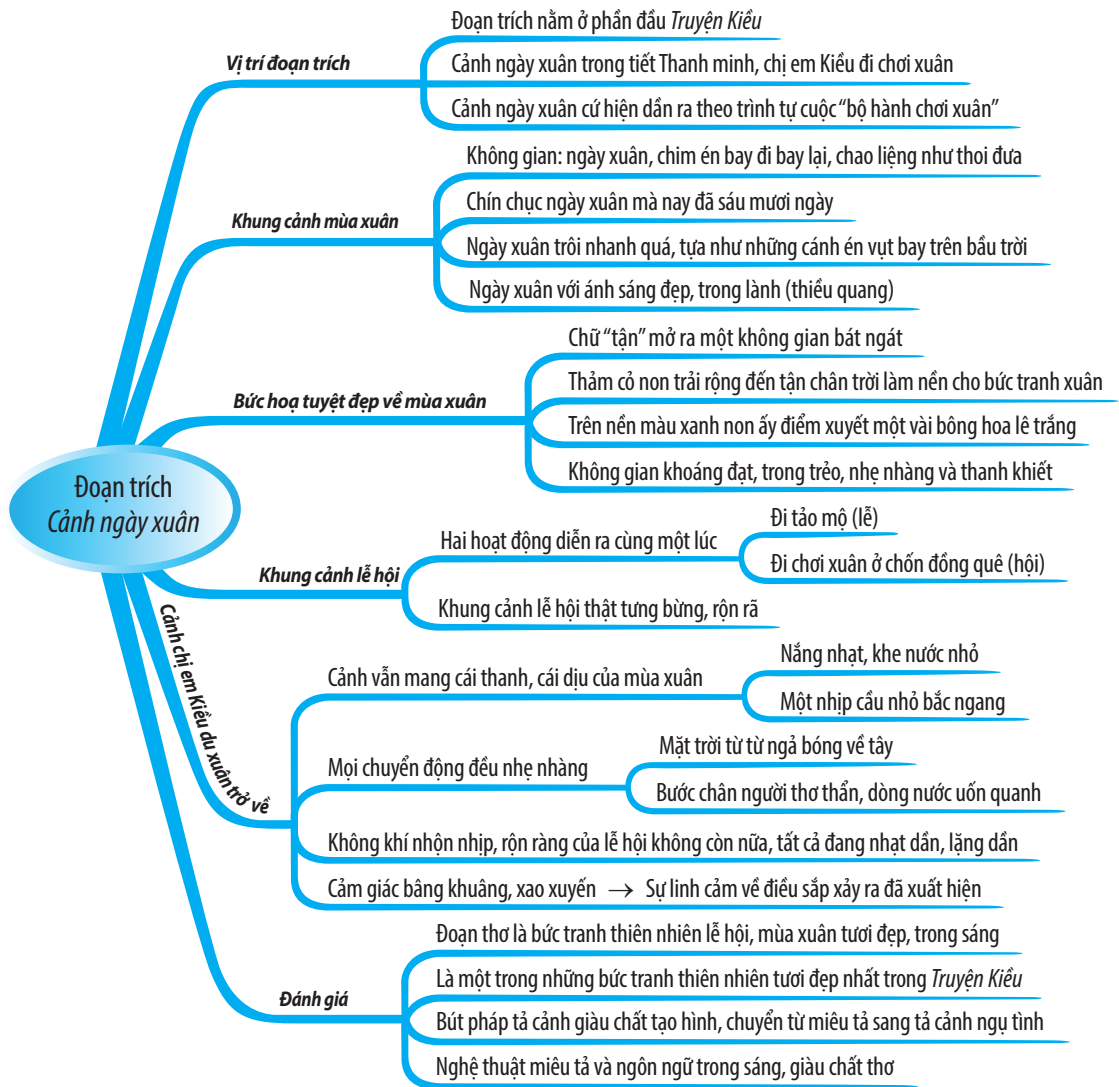 Đoạn trích
Cảnh ngày xuân
Vị trí đoạn trích
Đoạn trích nằm ở phần đầu Truyện Kiều
Cảnh ngày xuân trong tiết Thanh minh, chị em Kiều đi chơi xuân
Cảnh ngày xuân cứ hiện dần ra theo trình tự cuộc “bộ hành chơi xuân”
Khung cảnh mùa xuân
Không gian: ngày xuân, chim én bay đi bay lại, chao liệng như thoi đưa
Chín chục ngày xuân mà nay đã sáu mươi ngày
Ngày xuân trôi nhanh quá, tựa như những cánh én vụt bay trên bầu trời
Ngày xuân với ánh sáng đẹp, trong lành (thiều quang)
Bức hoạ tuyệt đẹp về mùa xuân
Chữ “tận” mở ra một không gian bát ngát
Thảm cỏ non trải rộng đến tận chân trời làm nền cho bức tranh xuân
Trên nền màu xanh non ấy điểm xuyết một vài bông hoa lê trắng
Không gian khoáng đạt, trong trẻo, nhẹ nhàng và thanh khiết
Khung cảnh lễ hội
Hai hoạt động diễn ra cùng một lúc
Đi tảo mộ (lễ)
Đi chơi xuân ở chốn đồng quê (hội)
Khung cảnh lễ hội thật tưng bừng, rộn rã
Cảnh chị em Kiều du xuân trở về
Cảnh vẫn mang cái thanh, cái dịu của mùa xuân
Nắng nhạt, khe nước nhỏ
Một nhịp cầu nhỏ bắc ngang
Mọi chuyển động đều nhẹ nhàng
Mặt trời từ từ ngả bóng về tây
Bước chân người thơ thẩn, dòng nước uốn quanh
Không khí nhộn nhịp, rộn ràng của lễ hội không còn nữa, tất cả đang nhạt dần, lặng dần
Cảm giác bâng khuâng, xao xuyến → Sự linh cảm về điều sắp xảy ra đã xuất hiện
Đánh giá
Đoạn thơ là bức tranh thiên nhiên lễ hội, mùa xuân tươi đẹp, trong sáng
Là một trong những bức tranh thiên nhiên tươi đẹp nhất trong Truyện Kiều
Bút pháp tả cảnh giàu chất tạo hình, chuyển từ miêu tả sang tả cảnh ngụ tình
Nghệ thuật miêu tả và ngôn ngữ trong sáng, giàu chất thơ